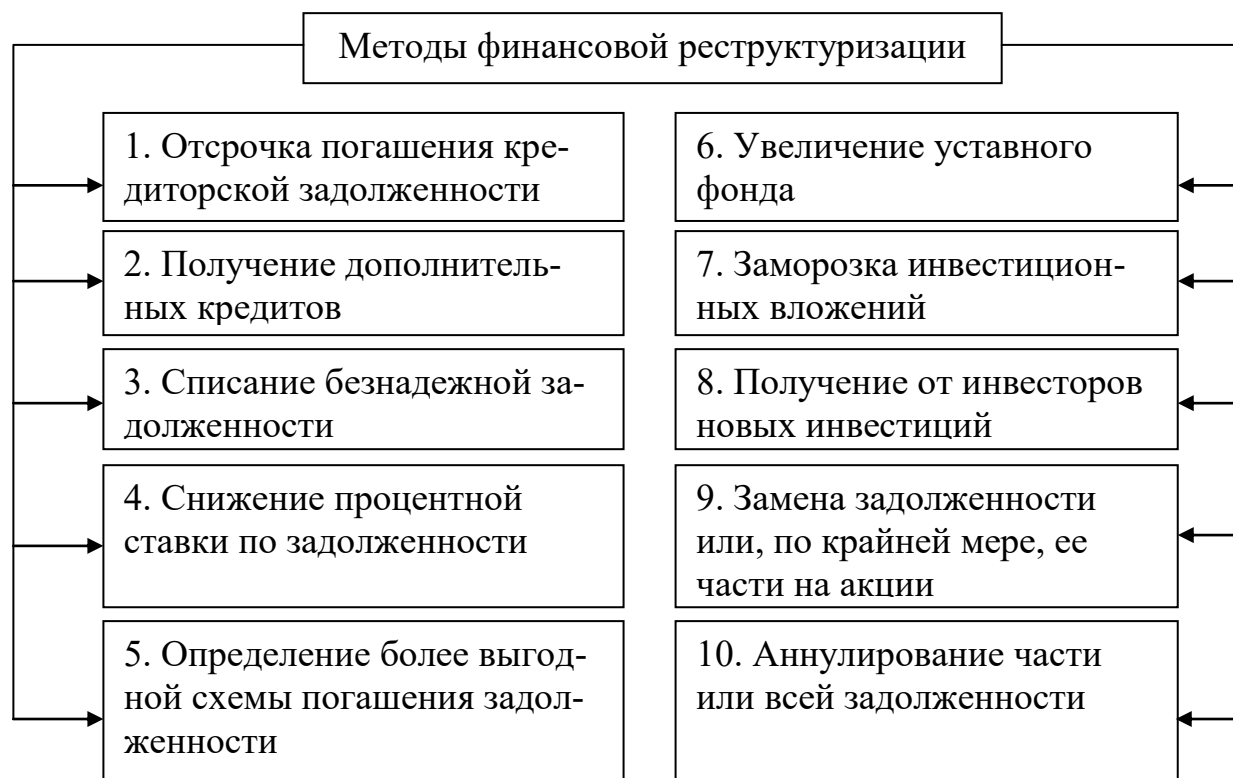 Методы финансовой реструктуризации
1. Отсрочка погашения кре-
диторской задолженности
2. Получение дополнитель-
ных кредитов
3. Списание безнадежной за-
долженности
4. Снижение процентной
ставки по задолженности
5. Определение более выгод-
ной схемы погашения задол-
женности
6. Увеличение уставного
фонда
7. Заморозка инвестицион-
ных вложений
8. Получение от инвесторов
новых инвестиций
9. Замена задолженности
или, по крайней мере, ее
части на акции
10. Аннулирование части
или всей задолженности